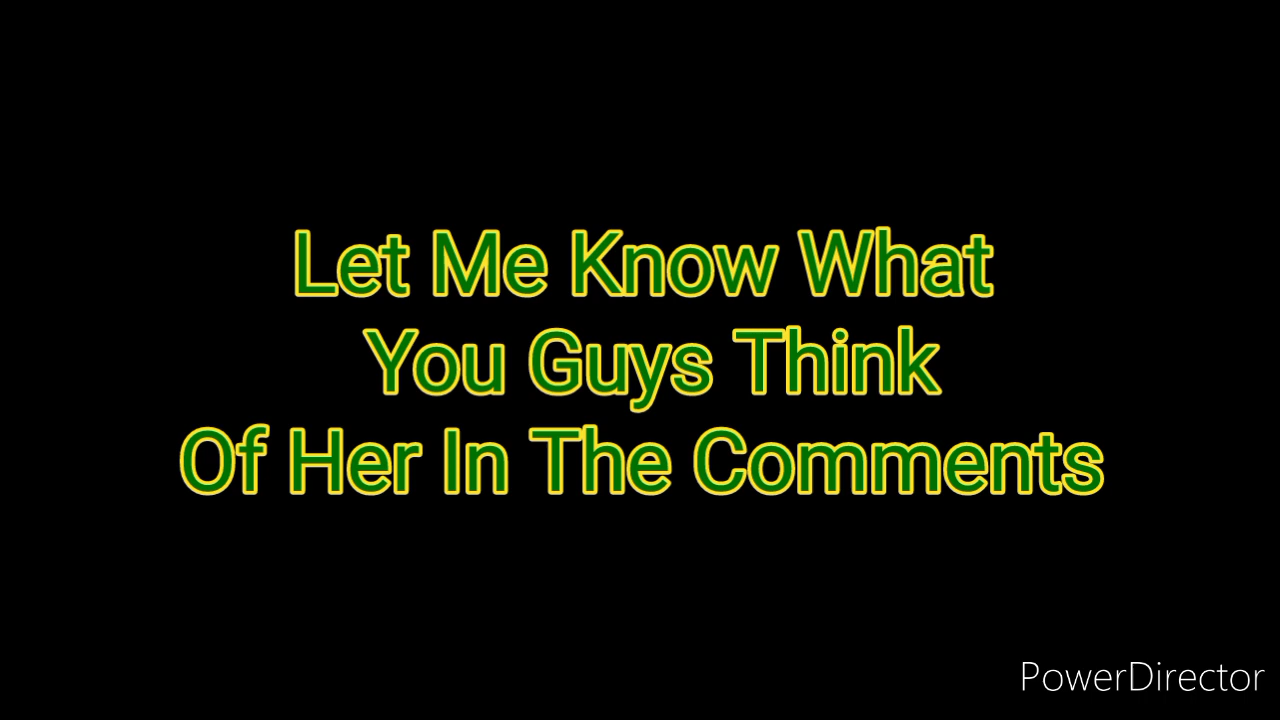 Let Me Know What
You Guys Think
Of Her In The Comments
PowerDirector